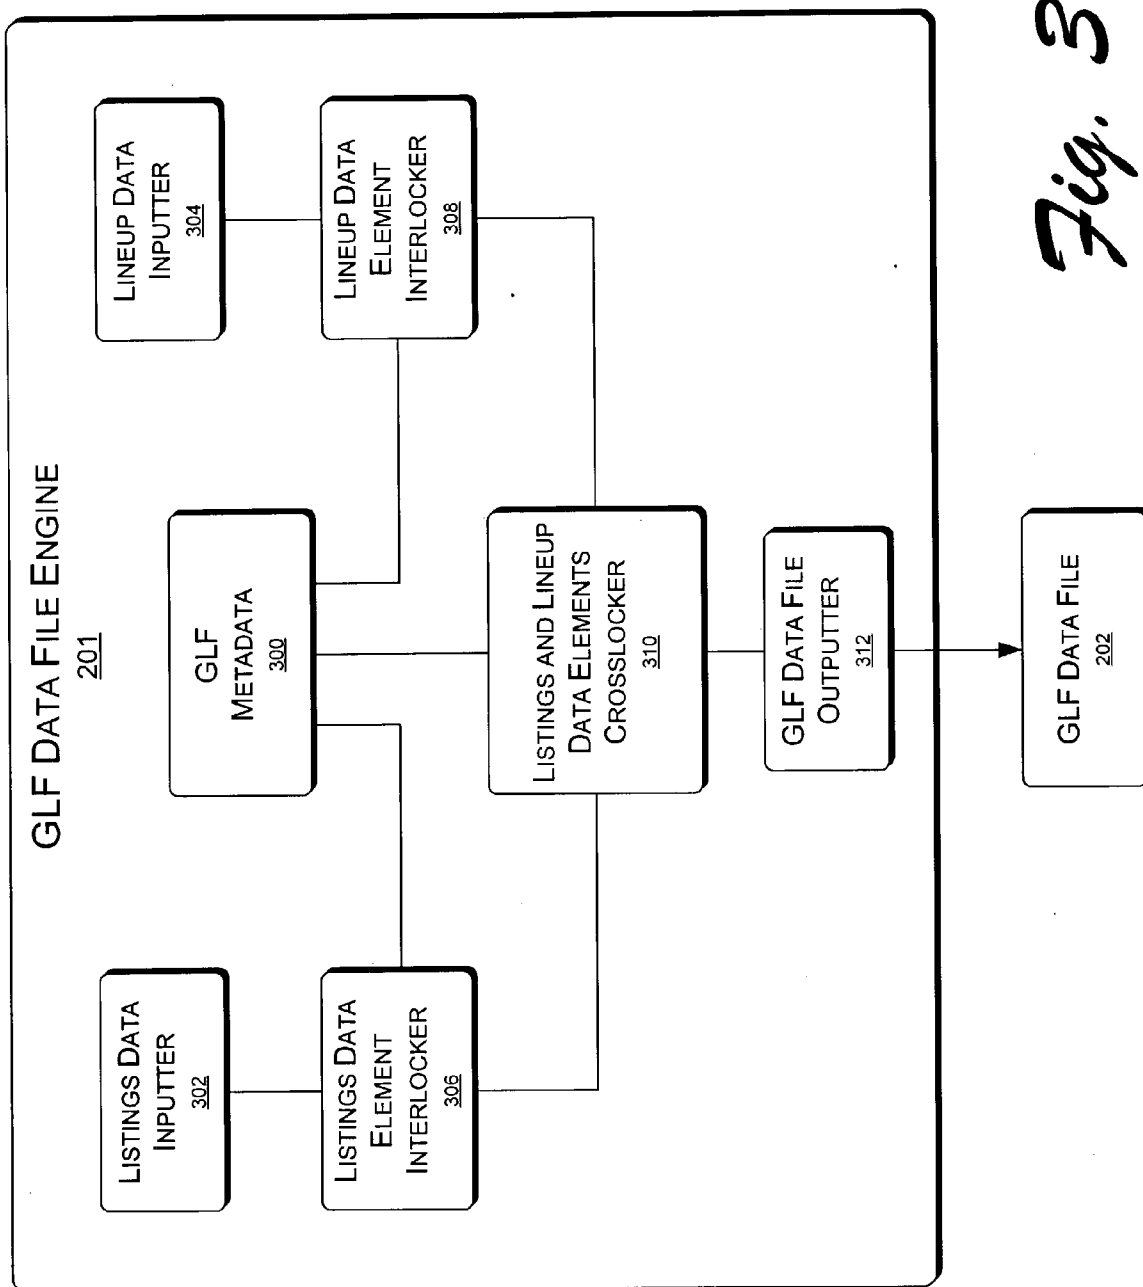 GLF DATA FILE ENGINE
201
LISTINGS DATA
INPUTTER
302
GLF
METADATA
300
LINEUP DATA
INPUTTER
304
LISTINGS DATA
ELEMENT
INTERLOCKER
306
LINEUP DATA
ELEMENT
INTERLOCKER
308
LISTINGS AND LINEUP
DATA ELEMENTS
CROSSLOCKER
310
GLF DATA FILE
OUTPUTTER
312
GLF DATA FILE
202
Fig. 3